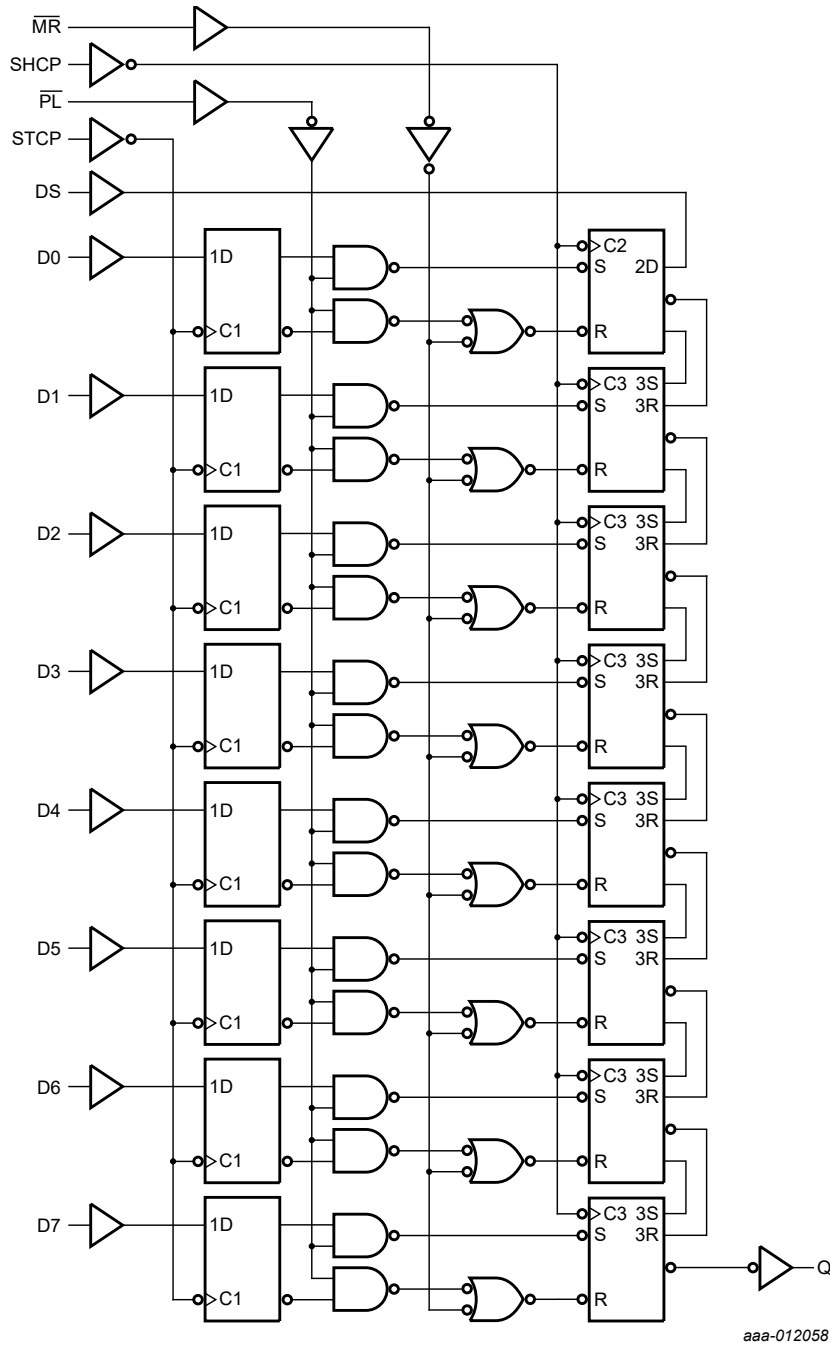 MR
SHCP
PL
STCP
DS
D0
1D
C1
C2
S 2D
R
D1
1D
C1
C3 3S
S 3R
R
D2
1D
C1
C3 3S
S 3R
R
D3
1D
C1
C3 3S
S 3R
R
D4
1D
C1
C3 3S
S 3R
R
D5
1D
C1
C3 3S
S 3R
R
D6
1D
C1
C3 3S
S 3R
R
D7
1D
C1
C3 3S
S 3R
R
Q
aaa-012058